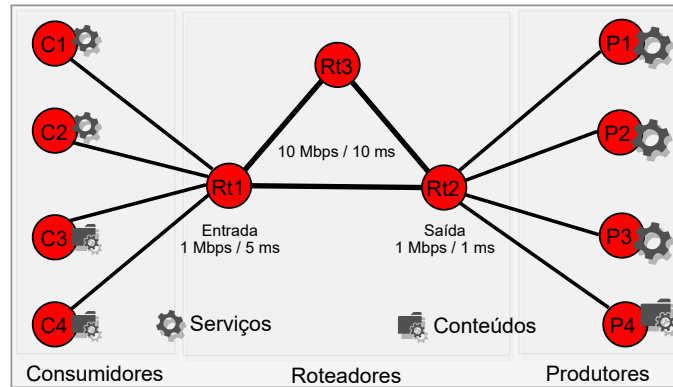 C1
C2
C3
C4
Rt1
Rt3
Rt2
10 Mbps / 10 ms
Entrada
1 Mbps / 5 ms
Saída
1 Mbps / 1 ms
P1
P2
P3
P4
Serviços
Conteúdos
Consumidores
Roteadores
Produtores